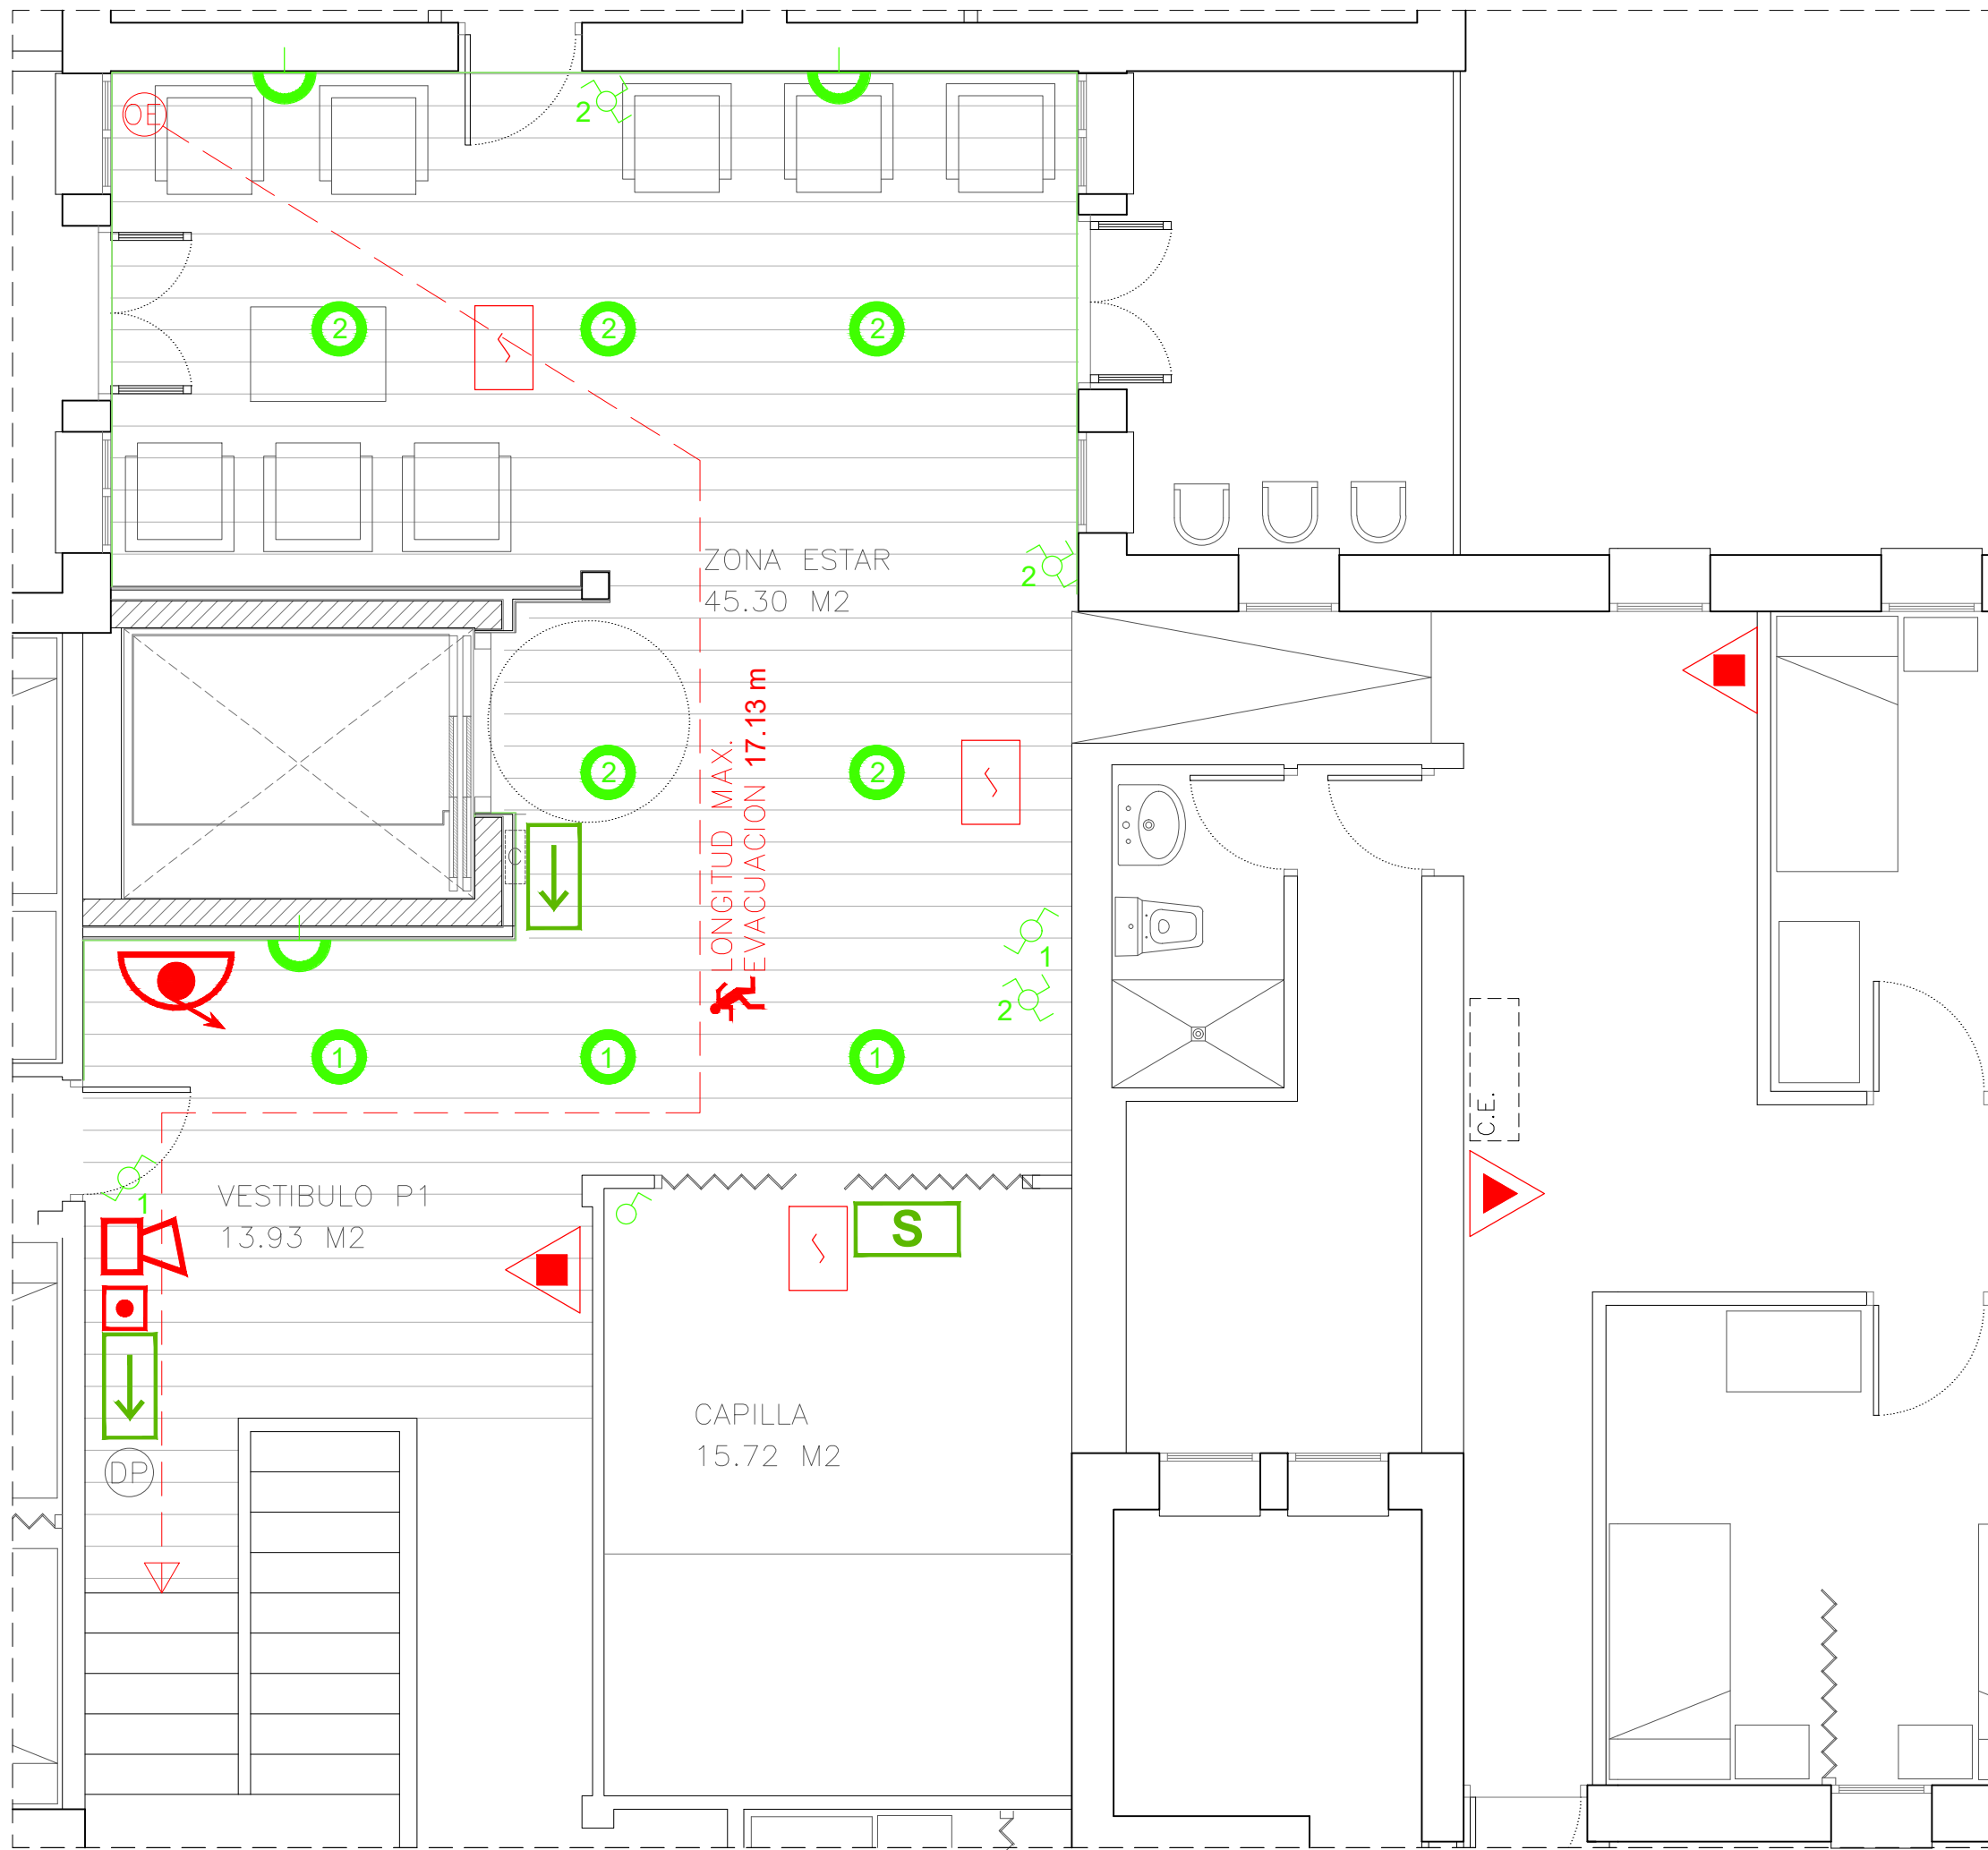 OE
2
2
2
2
ZONA ESTAR
45.30 M2
2
2
2
LONGITUD MAX.
EVACUACION 17.13 m
C
1
2
1
1
1
C.E.
1
VESTIBULO P1
13.93 M2
S
CAPILLA
15.72 M2
DP